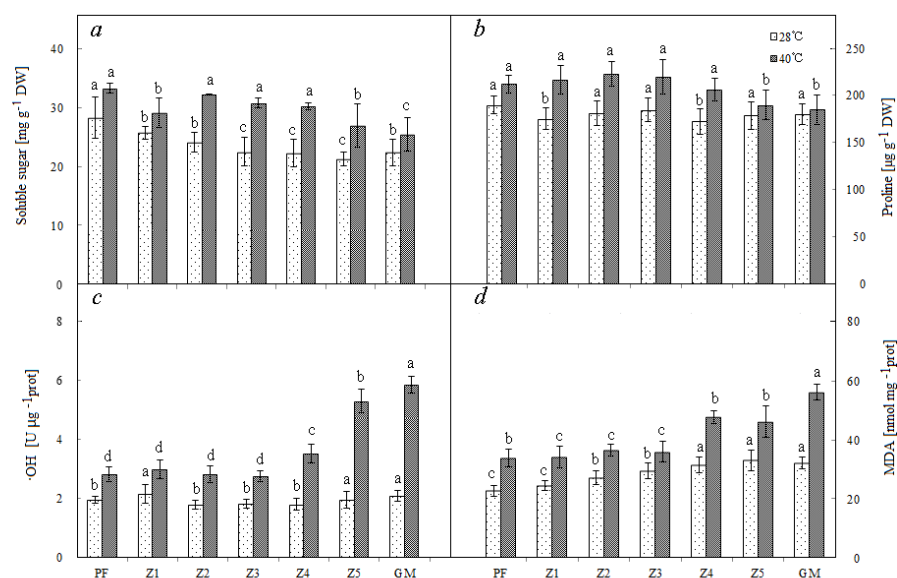 a
b
28℃
40℃
Soluble sugar [mg g-1 DW]
40
30
20
10
0
a a b b b a c a c a c b b c
Proline [µg g-1 DW]
250
200
150
100
50
0
a a b a a a a a b a a b a b
c
d
·OH [U µg -1prot]
8
6
4
2
0
b d a d b d b d b c b b b a
MDA [nmol mg -1prot]
80
60
40
20
0
c b c c b c b c a b a b a a
PF Z1 Z2 Z3 Z4 Z5 GM
PF Z1 Z2 Z3 Z4 Z5 GM